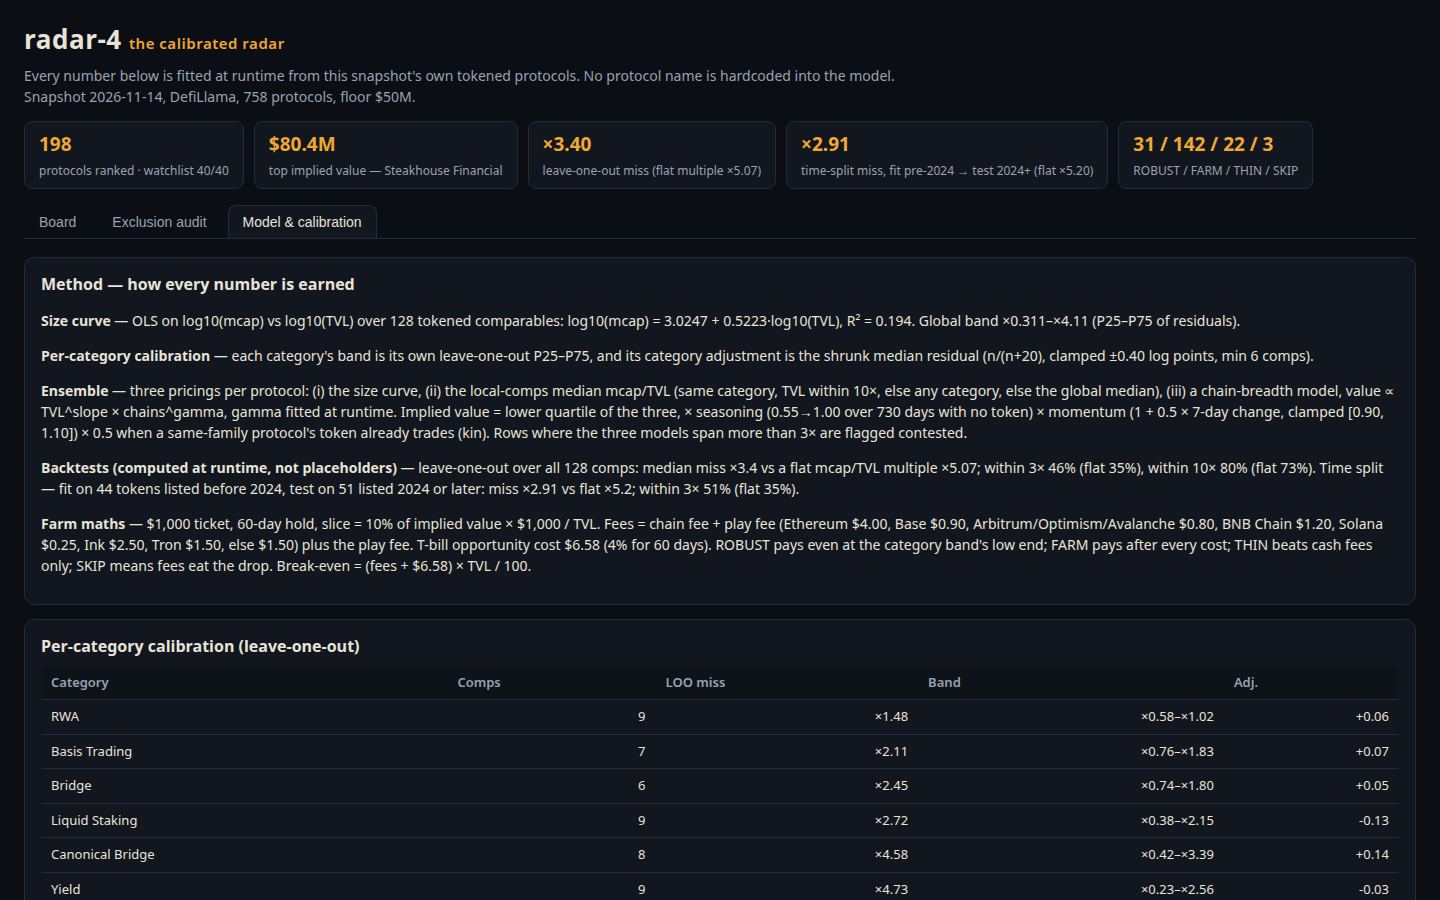 radar-4 the calibrated radar
Every number below is fitted at runtime from this snapshot's own tokened protocols. No protocol name is hardcoded into the model.
Snapshot 2026-11-14, DefiLlama, 758 protocols, floor $50M.
198
protocols ranked · watchlist 40/40
$80.4M
top implied value — Steakhouse Financial
×3.40
leave-one-out miss (flat multiple ×5.07)
×2.91
time-split miss, fit pre-2024 → test 2024+ (flat ×5.20)
31 / 142 / 22 / 3
ROBUST / FARM / THIN / SKIP
Board Exclusion audit Model & calibration
Method — how every number is earned
Size curve — OLS on log10(mcap) vs log10(TVL) over 128 tokened comparables: log10(mcap) = 3.0247 + 0.5223·log10(TVL), R² = 0.194. Global band ×0.311–×4.11 (P25–P75 of residuals).
Per-category calibration — each category's band is its own leave-one-out P25–P75, and its category adjustment is the shrunk median residual (n/(n+20), clamped ±0.40 log points, min 6 comps).
Ensemble — three pricings per protocol: (i) the size curve, (ii) the local-comps median mcap/TVL (same category, TVL within 10×, else any category, else the global median), (iii) a chain-breadth model, value ∝
TVL^slope × chains^gamma, gamma fitted at runtime. Implied value = lower quartile of the three, × seasoning (0.55→1.00 over 730 days with no token) × momentum (1 + 0.5 × 7-day change, clamped [0.90,
1.10]) × 0.5 when a same-family protocol's token already trades (kin). Rows where the three models span more than 3× are flagged contested.
Backtests (computed at runtime, not placeholders) — leave-one-out over all 128 comps: median miss ×3.4 vs a flat mcap/TVL multiple ×5.07; within 3× 46% (flat 35%), within 10× 80% (flat 73%). Time split
— fit on 44 tokens listed before 2024, test on 51 listed 2024 or later: miss ×2.91 vs flat ×5.2; within 3× 51% (flat 35%).
Farm maths — $1,000 ticket, 60-day hold, slice = 10% of implied value × $1,000 / TVL. Fees = chain fee + play fee (Ethereum $4.00, Base $0.90, Arbitrum/Optimism/Avalanche $0.80, BNB Chain $1.20, Solana
$0.25, Ink $2.50, Tron $1.50, else $1.50) plus the play fee. T-bill opportunity cost $6.58 (4% for 60 days). ROBUST pays even at the category band's low end; FARM pays after every cost; THIN beats cash fees
only; SKIP means fees eat the drop. Break-even = (fees + $6.58) × TVL / 100.
Per-category calibration (leave-one-out)
Category Comps LOO miss Band Adj.
RWA 9 ×1.48 ×0.58–×1.02 +0.06
Basis Trading 7 ×2.11 ×0.76–×1.83 +0.07
Bridge 6 ×2.45 ×0.74–×1.80 +0.05
Liquid Staking 9 ×2.72 ×0.38–×2.15 -0.13
Canonical Bridge 8 ×4.58 ×0.42–×3.39 +0.14
Yield 9 ×4.73 ×0.23–×2.56 -0.03